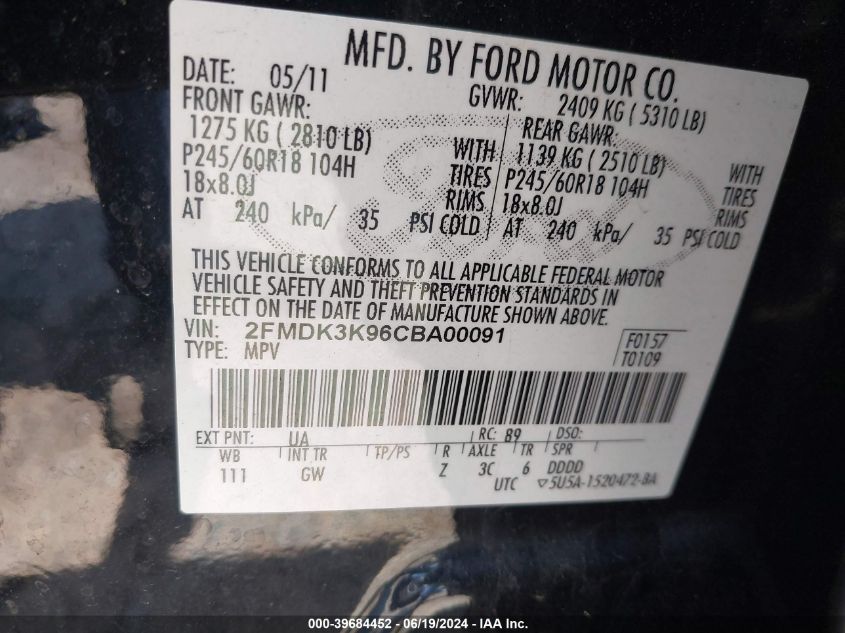 MFD. BY FORD MOTOR CO.
DATE: 05/11 GVWR: 2409 KG ( 5310 LB)
FRONT GAWR: REAR GAWR:
1275 KG ( 2810 LB) WITH 1139 KG ( 2510 LB) WITH
P245/60R18 104H TIRES P245/60R18 104H TIRES
18x8.0J RIMS 18x8.0J RIMS
AT 240 kPa/ 35 PSI COLD AT 240 kPa/ 35 PSI COLD
THIS VEHICLE CONFORMS TO ALL APPLICABLE FEDERAL MOTOR
VEHICLE SAFETY AND THEFT PREVENTION STANDARDS IN
EFFECT ON THE DATE OF MANUFACTURE SHOWN ABOVE.
VIN: 2FMDK3K96CBA00091 F0157
TYPE: MPV T0109
EXT PNT: UA RC: 89 DSO:
WB INT TR TP/PS R AXLE TR SPR
111 GW Z 3C 6 DDDD
UTC ▽5U5A-1520472-BA
000-39684452 - 06/19/2024 - IAA Inc.